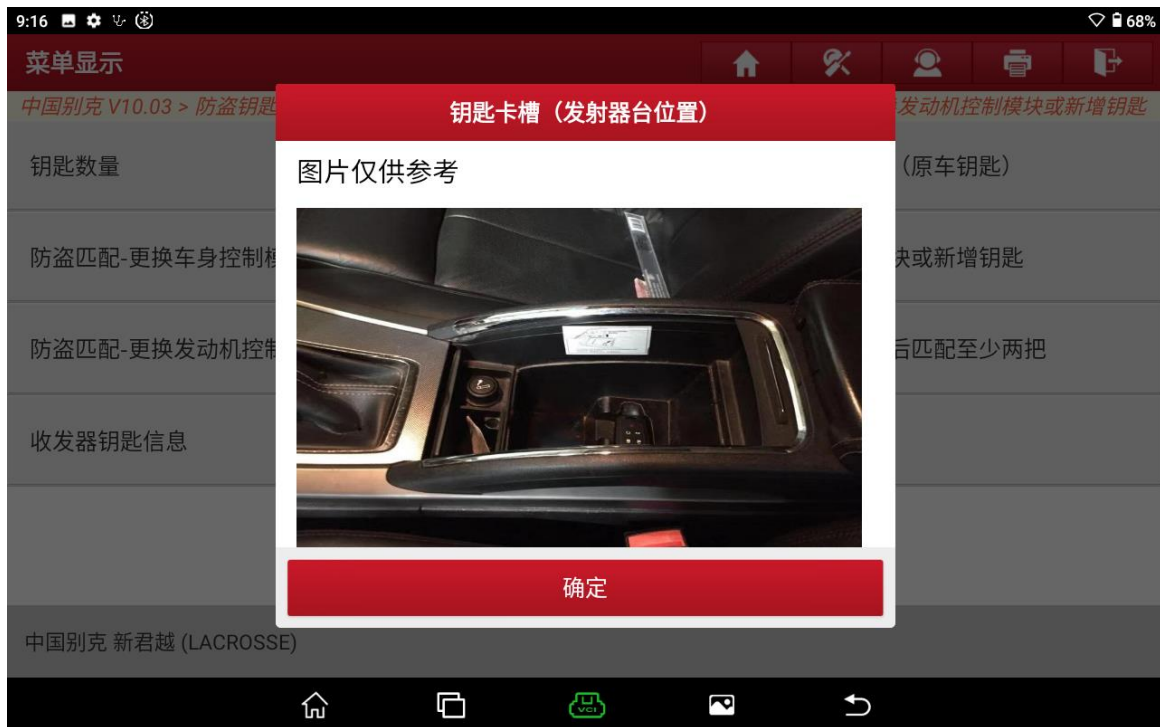 9:16
68%
菜单显示
中国别克 V10.03 > 防盗钥匙
钥匙卡槽（发射器台位置）
发动机控制模块或新增钥匙
钥匙数量
图片仅供参考
（原车钥匙）
防盗匹配-更换车身控制模
块或新增钥匙
防盗匹配-更换发动机控制
后匹配至少两把
收发器钥匙信息
确定
中国别克 新君越 (LACROSSE)
VCI